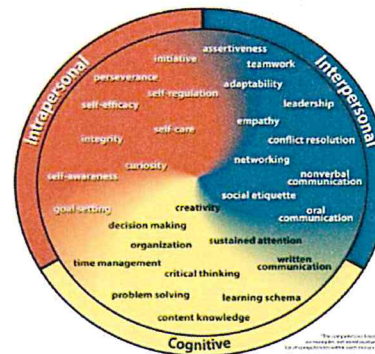 Intrapersonal
Interpersonal
Cognitive
assertiveness
initiative
teamwork
perseverance
adaptability
self-regulation
self-efficacy
leadership
empathy
self-care
conflict resolution
integrity
networking
curiosity
self-awareness
nonverbal
communication
social etiquette
goal setting
creativity
oral
communication
decision making
organization
sustained attention
time management
written
communication
critical thinking
problem solving
learning schema
content knowledge